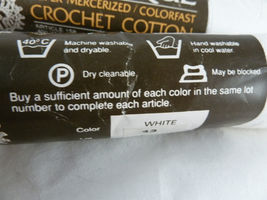 PER MERCERIZED / COLORFAST
CROCHET COTTON
40°C
Machine washable
and dryable.
Hand washable
in cool water.
P
Dry cleanable.
May be blocked.
Buy a sufficient amount of each color in the same lot
number to complete each article.
Color
WHITE